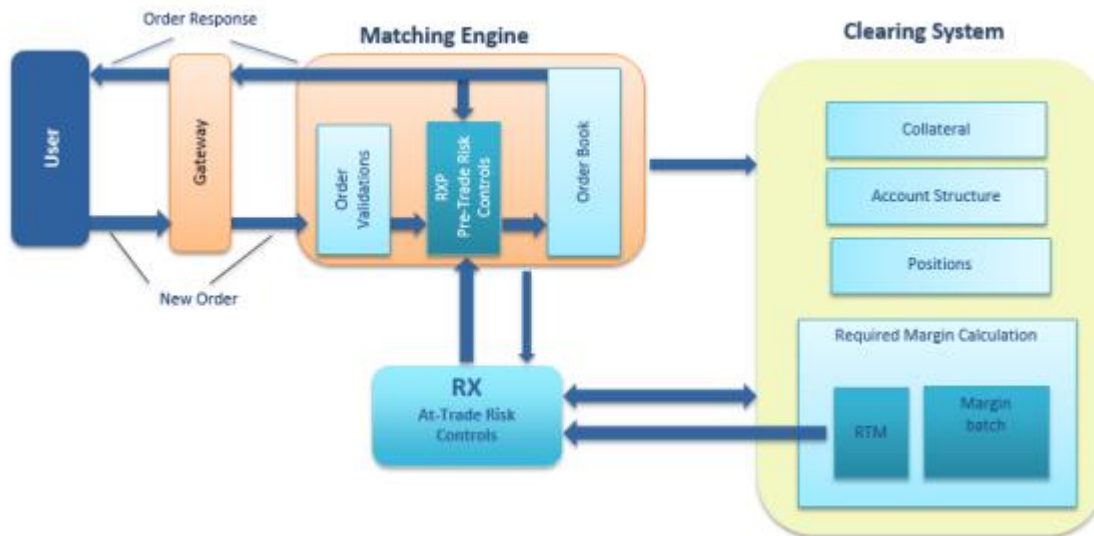 Order Response
Matching Engine
Clearing System
User
Gateway
Order
Validations
RXP
Pre-Trade Risk
Controls
Order Book
New Order
Collateral
Account Structure
Positions
Required Margin Calculation
RTM
Margin
batch
RX
At-Trade Risk
Controls